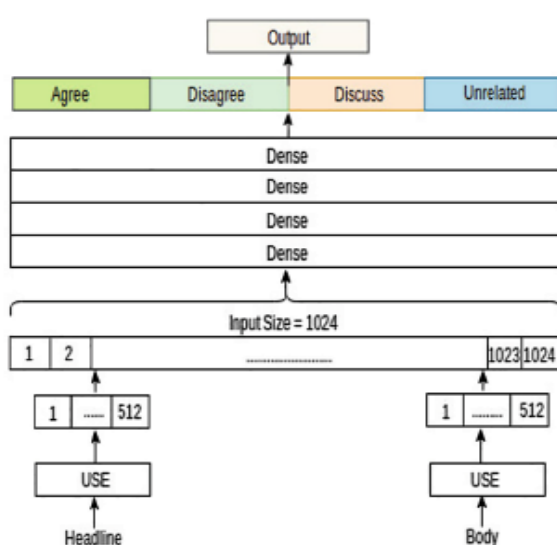 Output
Agree Disagree Discuss Unrelated
Dense
Dense
Dense
Dense
Input Size = 1024
1 2 ........................ 1023 1024
1 ...... 512 1 ......... 512
USE USE
Headline Body